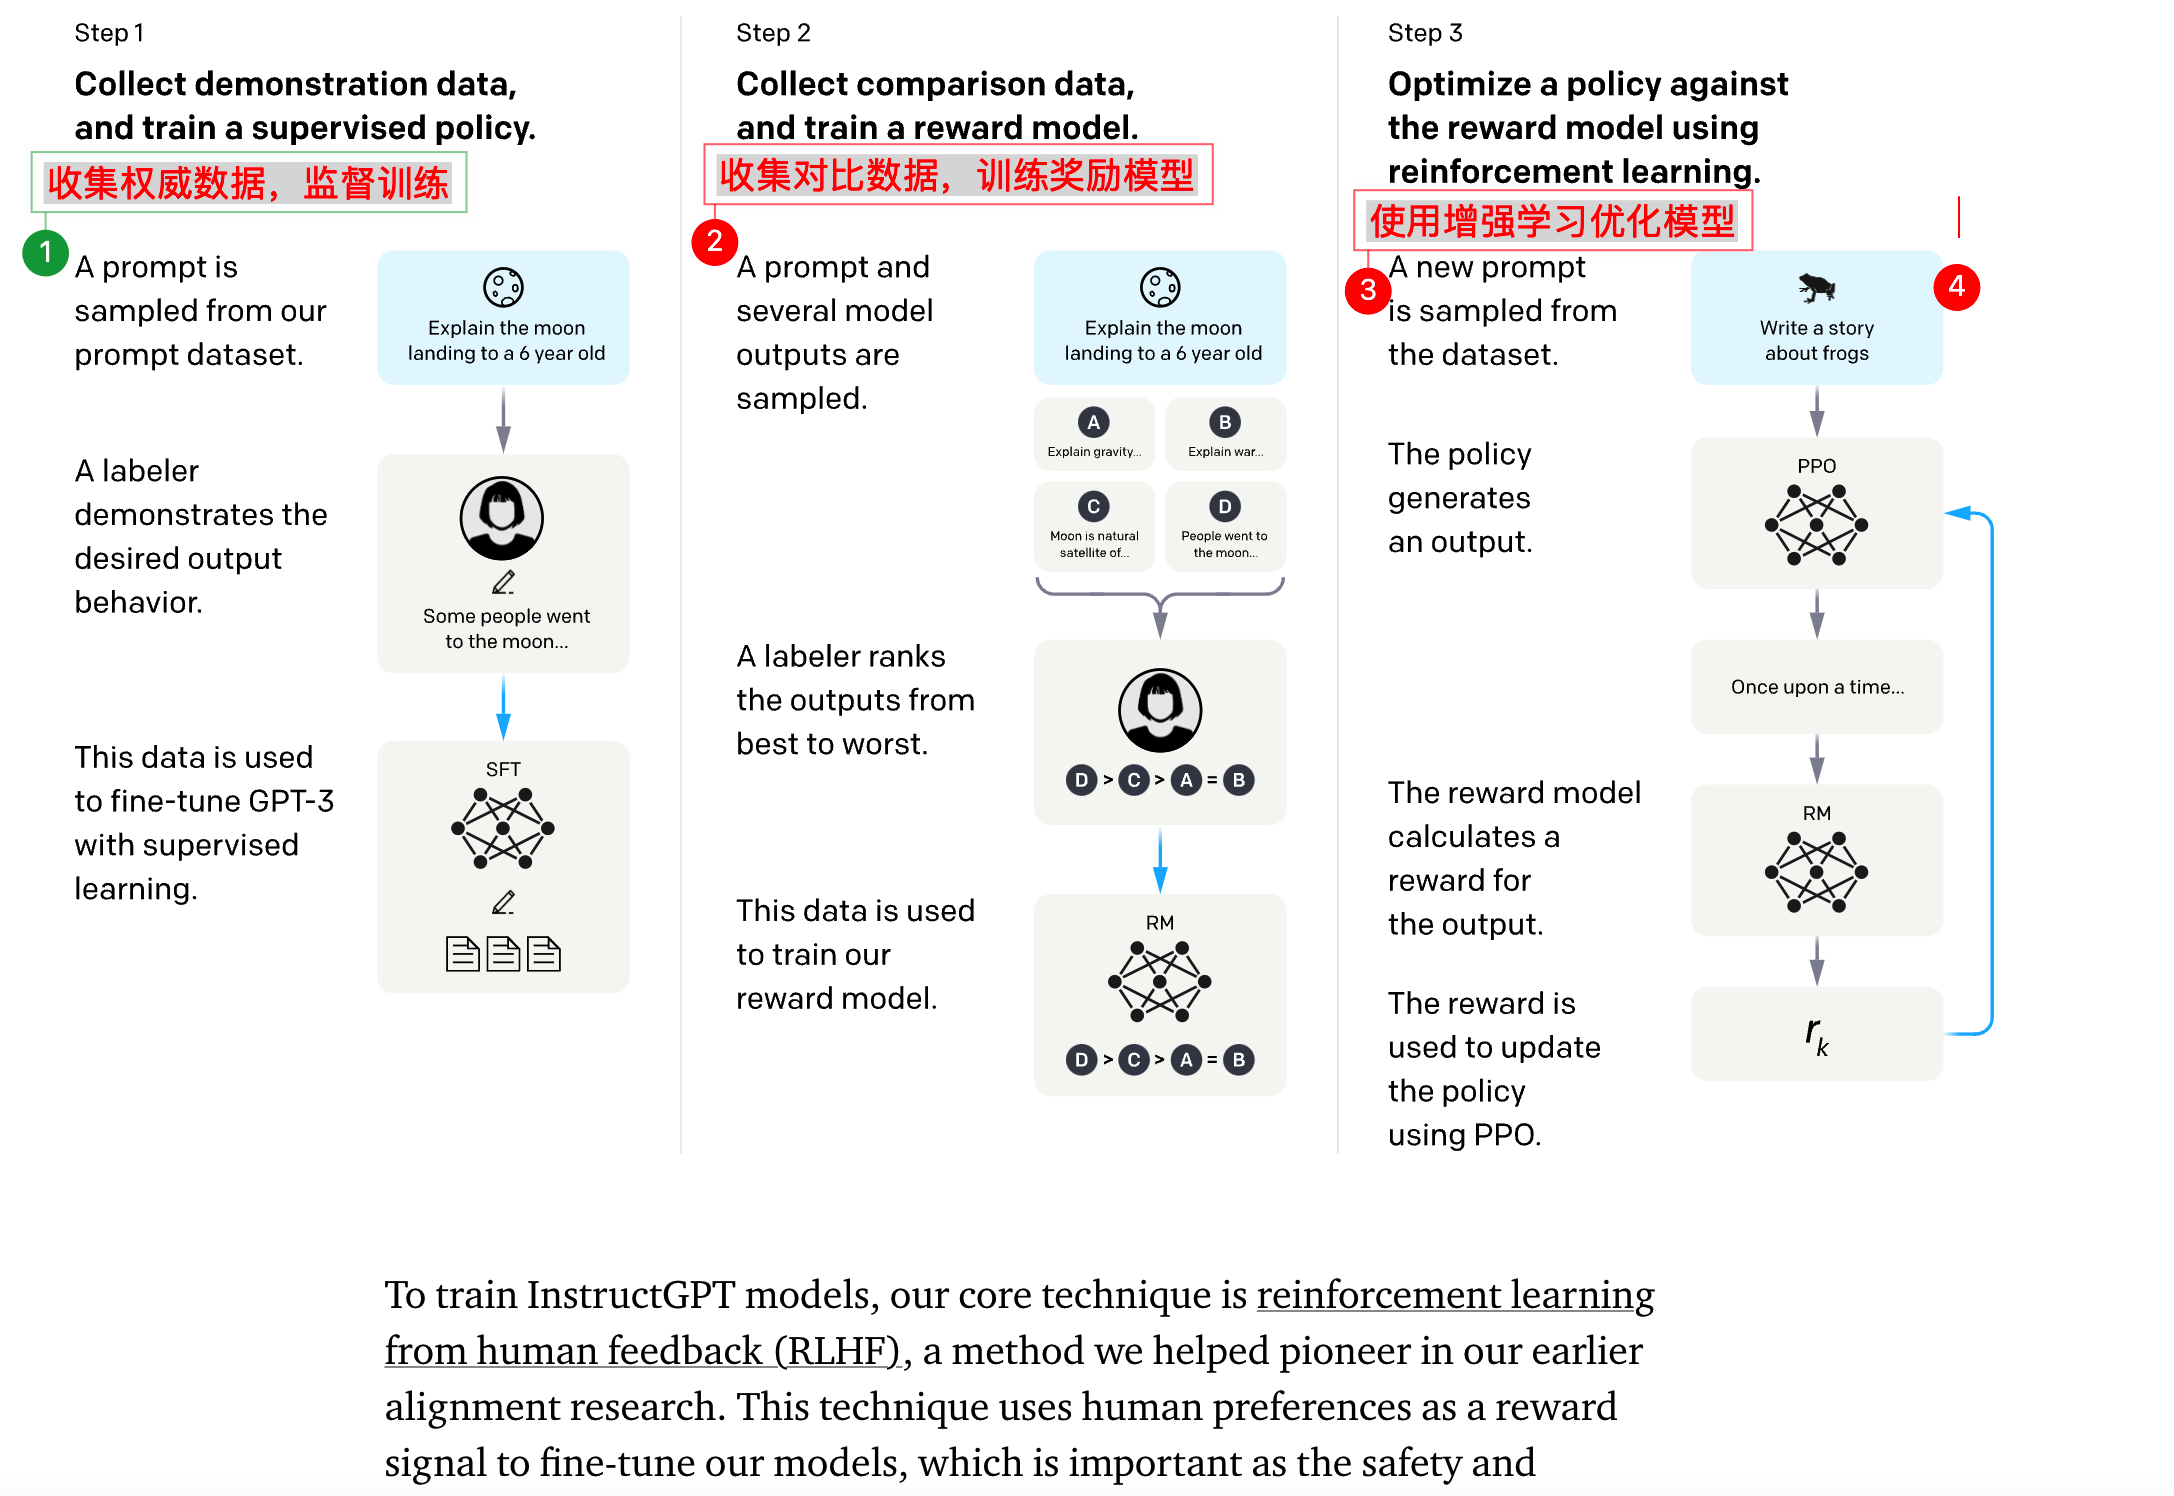 Step 1
Collect demonstration data,
and train a supervised policy.
收集权威数据，监督训练
1
A prompt is
sampled from our
prompt dataset.
Explain the moon
landing to a 6 year old
A labeler
demonstrates the
desired output
behavior.
Some people went
to the moon...
This data is used
to fine-tune GPT-3
with supervised
learning.
SFT
Step 2
Collect comparison data,
and train a reward model.
收集对比数据，训练奖励模型
2
A prompt and
several model
outputs are
sampled.
Explain the moon
landing to a 6 year old
A
Explain gravity...
B
Explain war...
C
Moon is natural
satellite of...
D
People went to
the moon...
A labeler ranks
the outputs from
best to worst.
D > C > A = B
This data is used
to train our
reward model.
RM
D > C > A = B
Step 3
Optimize a policy against
the reward model using
reinforcement learning.
使用增强学习优化模型
3
4
A new prompt
is sampled from
the dataset.
Write a story
about frogs
The policy
generates
an output.
PPO
Once upon a time...
The reward model
calculates a
reward for
the output.
RM
The reward is
used to update
the policy
using PPO.
r_k
To train InstructGPT models, our core technique is reinforcement learning
from human feedback (RLHF), a method we helped pioneer in our earlier
alignment research. This technique uses human preferences as a reward
signal to fine-tune our models, which is important as the safety and